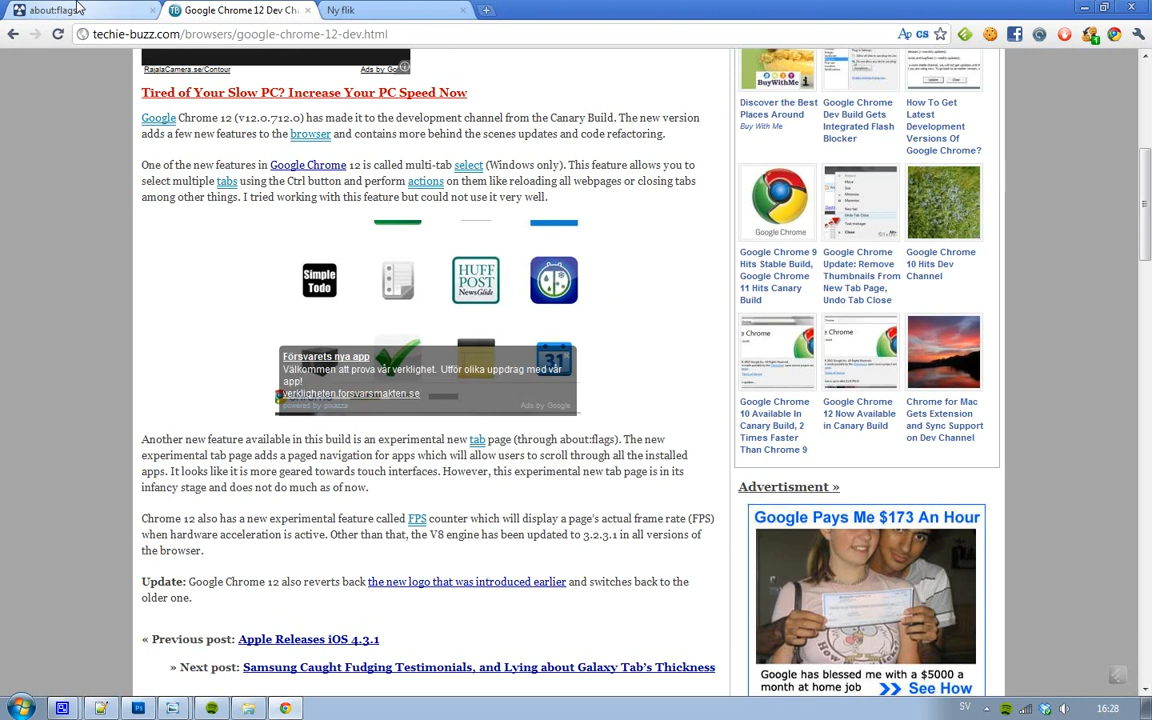 about:flags
Google Chrome 12 Dev Ch
Ny flik
techie-buzz.com/browsers/google-chrome-12-dev.html
RajalaCamera.se/Contour
Ads by Go
Tired of Your Slow PC? Increase Your PC Speed Now
Google Chrome 12 (v12.0.712.0) has made it to the development channel from the Canary Build. The new version
adds a few new features to the browser and contains more behind the scenes updates and code refactoring.
One of the new features in Google Chrome 12 is called multi-tab select (Windows only). This feature allows you to
select multiple tabs using the Ctrl button and perform actions on them like reloading all webpages or closing tabs
among other things. I tried working with this feature but could not use it very well.
Simple
Todo
HUFF
POST
NewsGlide
31
Försvarets nya app
Välkommen att prova vår verklighet. Utför olika uppdrag med vår
app!
verkligheten.forsvarsmakten.se
powered by pixazza
Ads by Google
Another new feature available in this build is an experimental new tab page (through about:flags). The new
experimental tab page adds a paged navigation for apps which will allow users to scroll through all the installed
apps. It looks like it is more geared towards touch interfaces. However, this experimental new tab page is in its
infancy stage and does not do much as of now.
Chrome 12 also has a new experimental feature called FPS counter which will display a page's actual frame rate (FPS)
when hardware acceleration is active. Other than that, the V8 engine has been updated to 3.2.3.1 in all versions of
the browser.
Update: Google Chrome 12 also reverts back the new logo that was introduced earlier and switches back to the
older one.
« Previous post: Apple Releases iOS 4.3.1
» Next post: Samsung Caught Fudging Testimonials, and Lying about Galaxy Tab's Thickness
BuyWithMe
Discover the Best
Places Around
Buy With Me
Google Chrome
Dev Build Gets
Integrated Flash
Blocker
How To Get
Latest
Development
Versions Of
Google Chrome?
Google Chrome
Google Chrome 9
Hits Stable Build,
Google Chrome
11 Hits Canary
Build
Google Chrome
Update: Remove
Thumbnails From
New Tab Page,
Undo Tab Close
Google Chrome
10 Hits Dev
Channel
Google Chrome
10 Available In
Canary Build, 2
Times Faster
Than Chrome 9
Google Chrome
12 Now Available
in Canary Build
Chrome for Mac
Gets Extension
and Sync Support
on Dev Channel
Advertisment »
Google Pays Me $173 An Hour
Google has blessed me with a $5000 a
month at home job
>> See How
SV
16:28